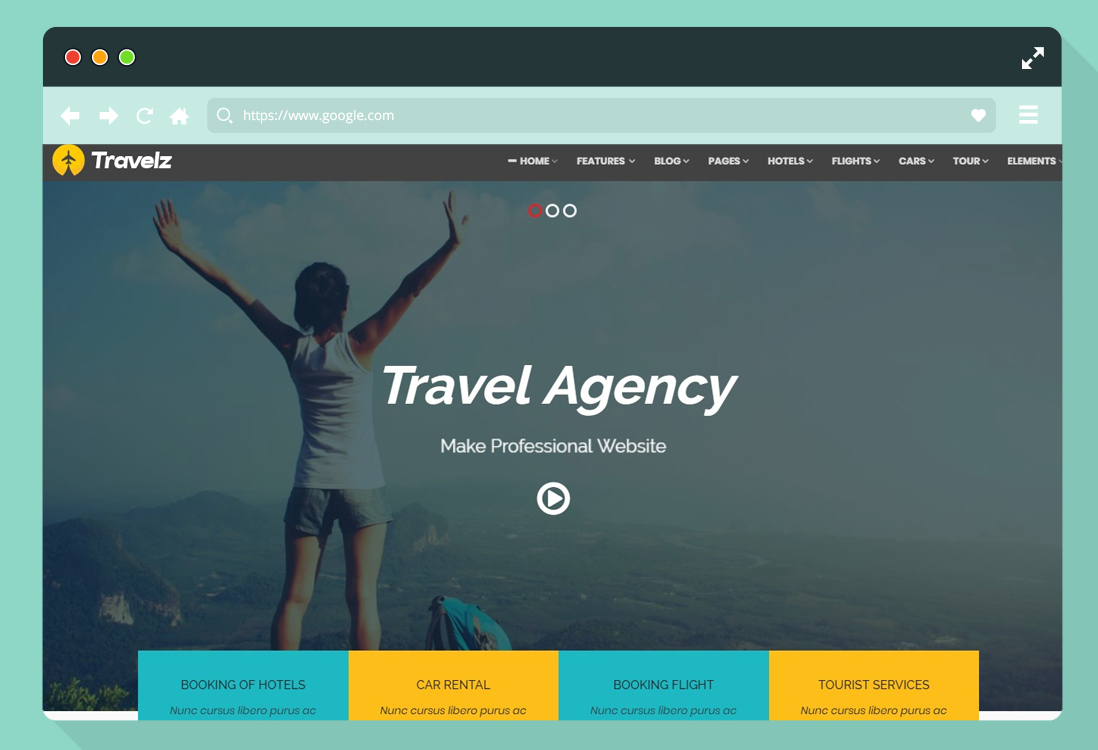 https://www.google.com
Travelz
HOME FEATURES BLOG PAGES HOTELS FLIGHTS CARS TOUR ELEMENTS
Travel Agency
Make Professional Website
BOOKING OF HOTELS CAR RENTAL BOOKING FLIGHT TOURIST SERVICES
Nunc cursus libero purus ac Nunc cursus libero purus ac Nunc cursus libero purus ac Nunc cursus libero purus ac